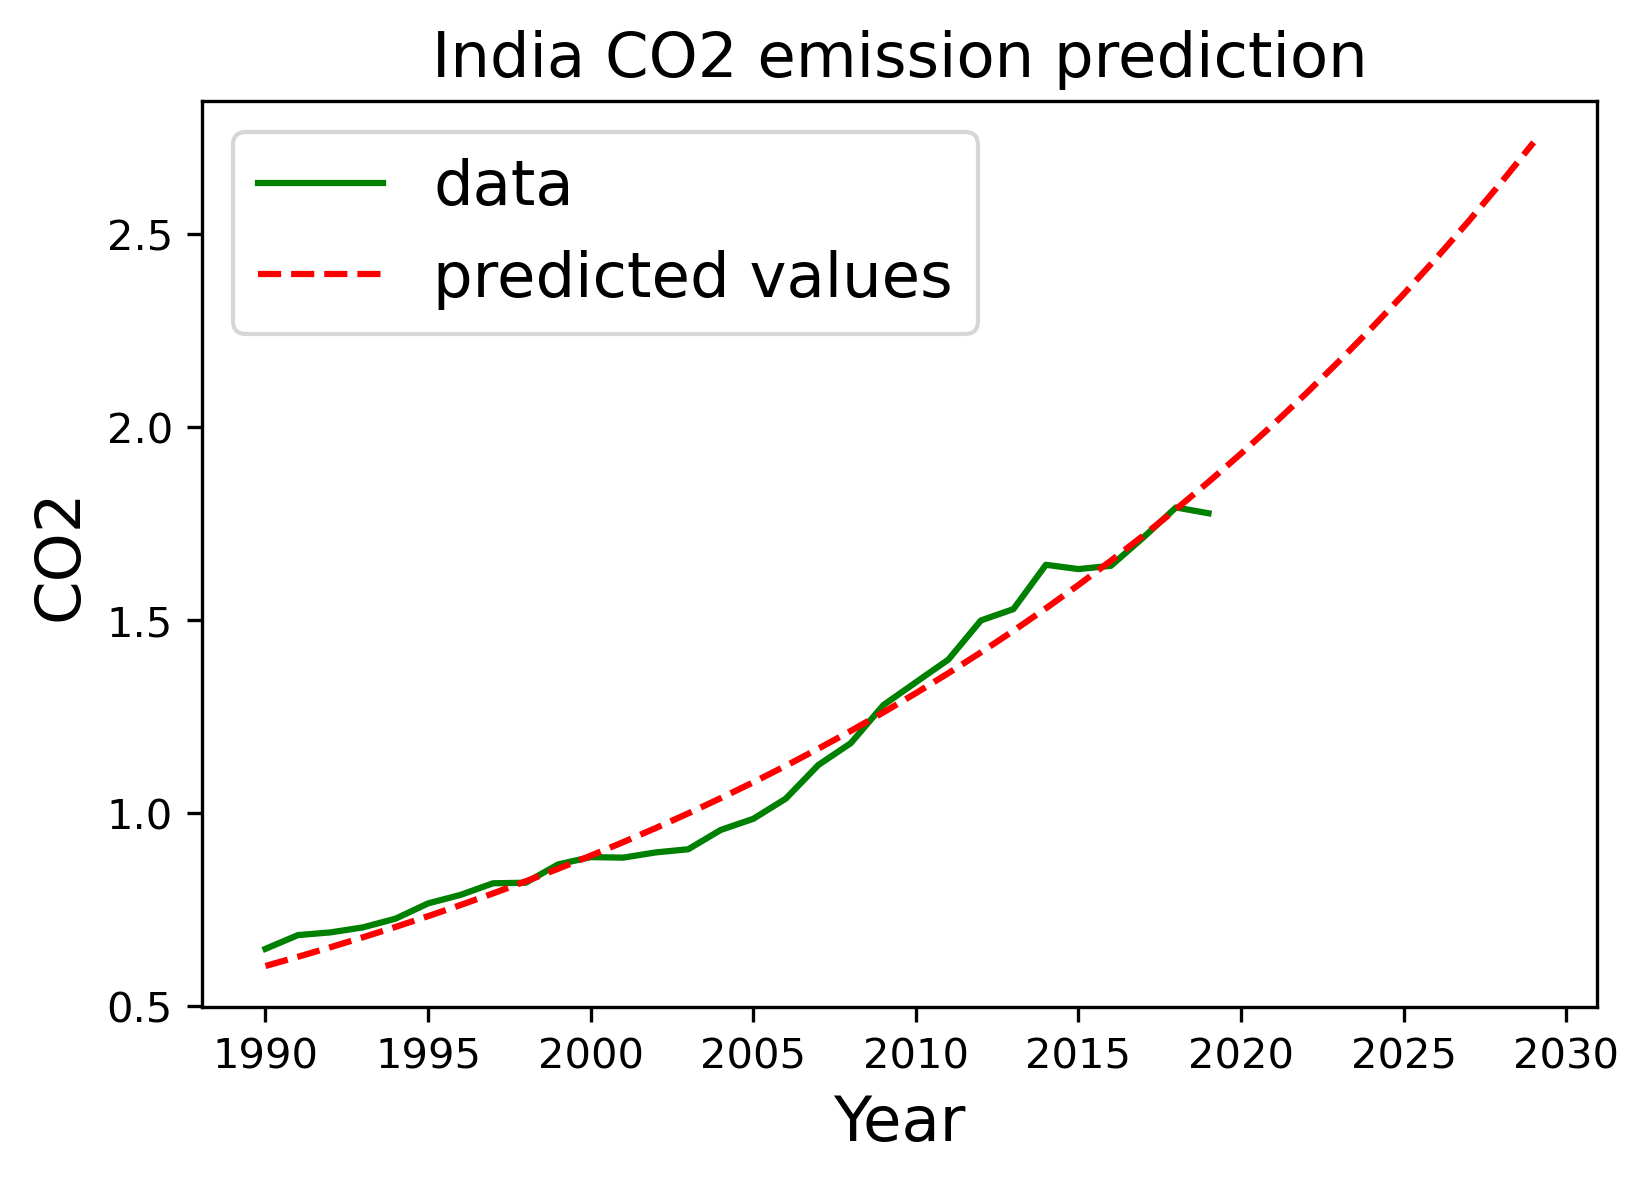 India CO2 emission prediction
data
predicted values
2.5
2.0
1.5
1.0
0.5
CO2
1990 1995 2000 2005 2010 2015 2020 2025 2030
Year